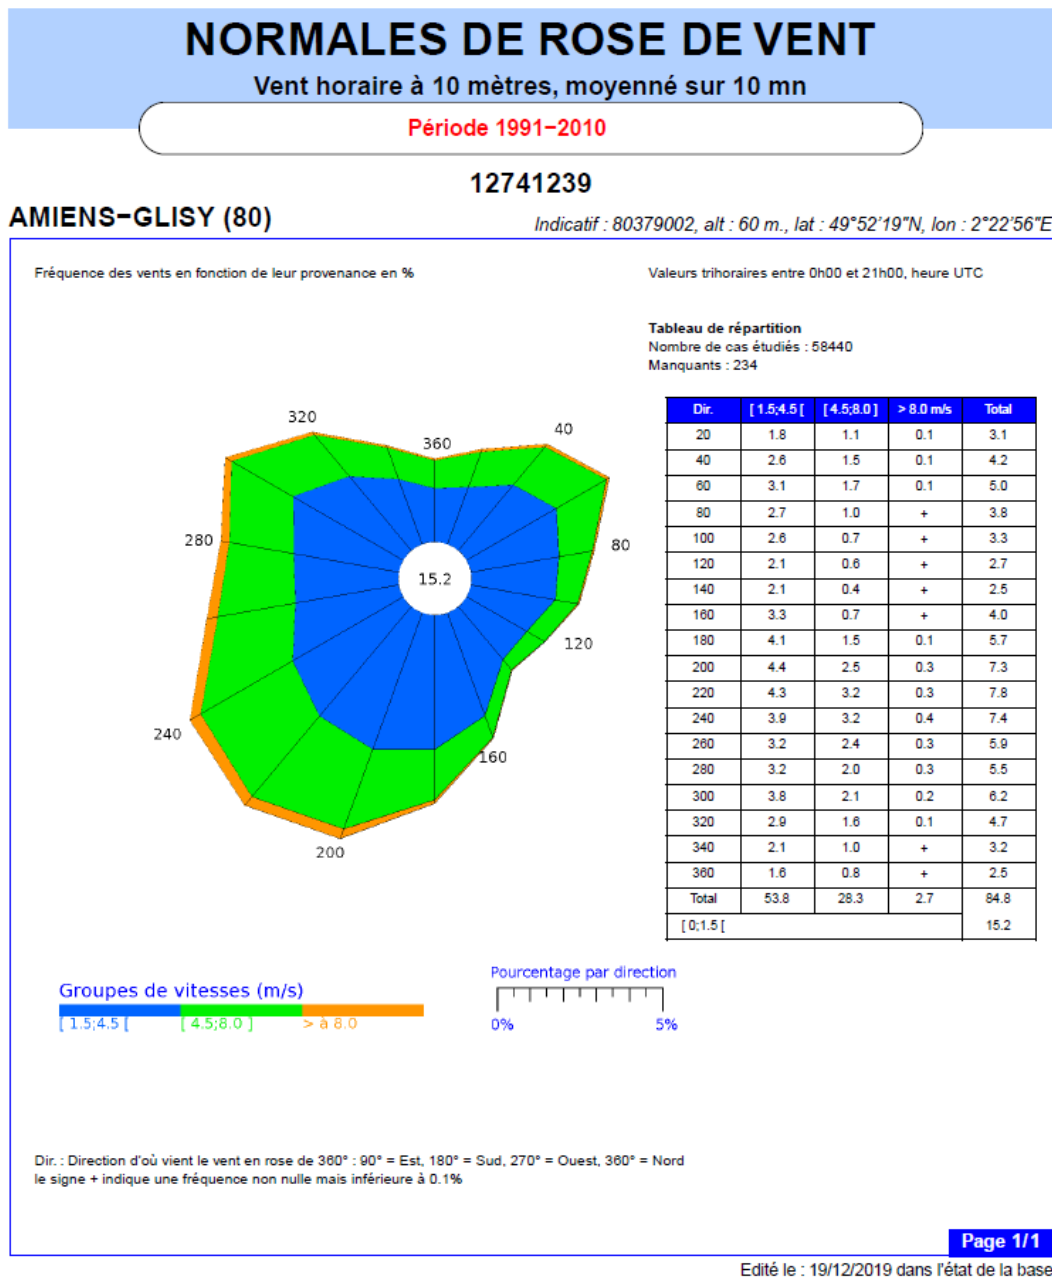 NORMALES DE ROSE DE VENT
Vent horaire à 10 mètres, moyenné sur 10 mn
Période 1991−2010
12741239
AMIENS−GLISY (80)
Indicatif : 80379002, alt : 60 m., lat : 49°52'19"N, lon : 2°22'56"E
Fréquence des vents en fonction de leur provenance en %
Valeurs trihoraires entre 0h00 et 21h00, heure UTC
Tableau de répartition
Nombre de cas étudiés : 58440
Manquants : 234
320
360
40
280
15.2
80
120
240
160
200
Dir. [ 1.5;4.5 [ [ 4.5;8.0 ] > 8.0 m/s Total
20 1.8 1.1 0.1 3.1
40 2.6 1.5 0.1 4.2
60 3.1 1.7 0.1 5.0
80 2.7 1.0 + 3.8
100 2.6 0.7 + 3.3
120 2.1 0.6 + 2.7
140 2.1 0.4 + 2.5
160 3.3 0.7 + 4.0
180 4.1 1.5 0.1 5.7
200 4.4 2.5 0.3 7.3
220 4.3 3.2 0.3 7.8
240 3.9 3.2 0.4 7.4
260 3.2 2.4 0.3 5.9
280 3.2 2.0 0.3 5.5
300 3.8 2.1 0.2 6.2
320 2.9 1.6 0.1 4.7
340 2.1 1.0 + 3.2
360 1.6 0.8 + 2.5
Total 53.8 28.3 2.7 84.8
[ 0;1.5 [ 15.2
Groupes de vitesses (m/s)
[ 1.5;4.5 [ [ 4.5;8.0 ] > à 8.0
Pourcentage par direction
0% 5%
Dir. : Direction d'où vient le vent en rose de 360° : 90° = Est, 180° = Sud, 270° = Ouest, 360° = Nord
le signe + indique une fréquence non nulle mais inférieure à 0.1%
Page 1/1
Edité le : 19/12/2019 dans l'état de la base